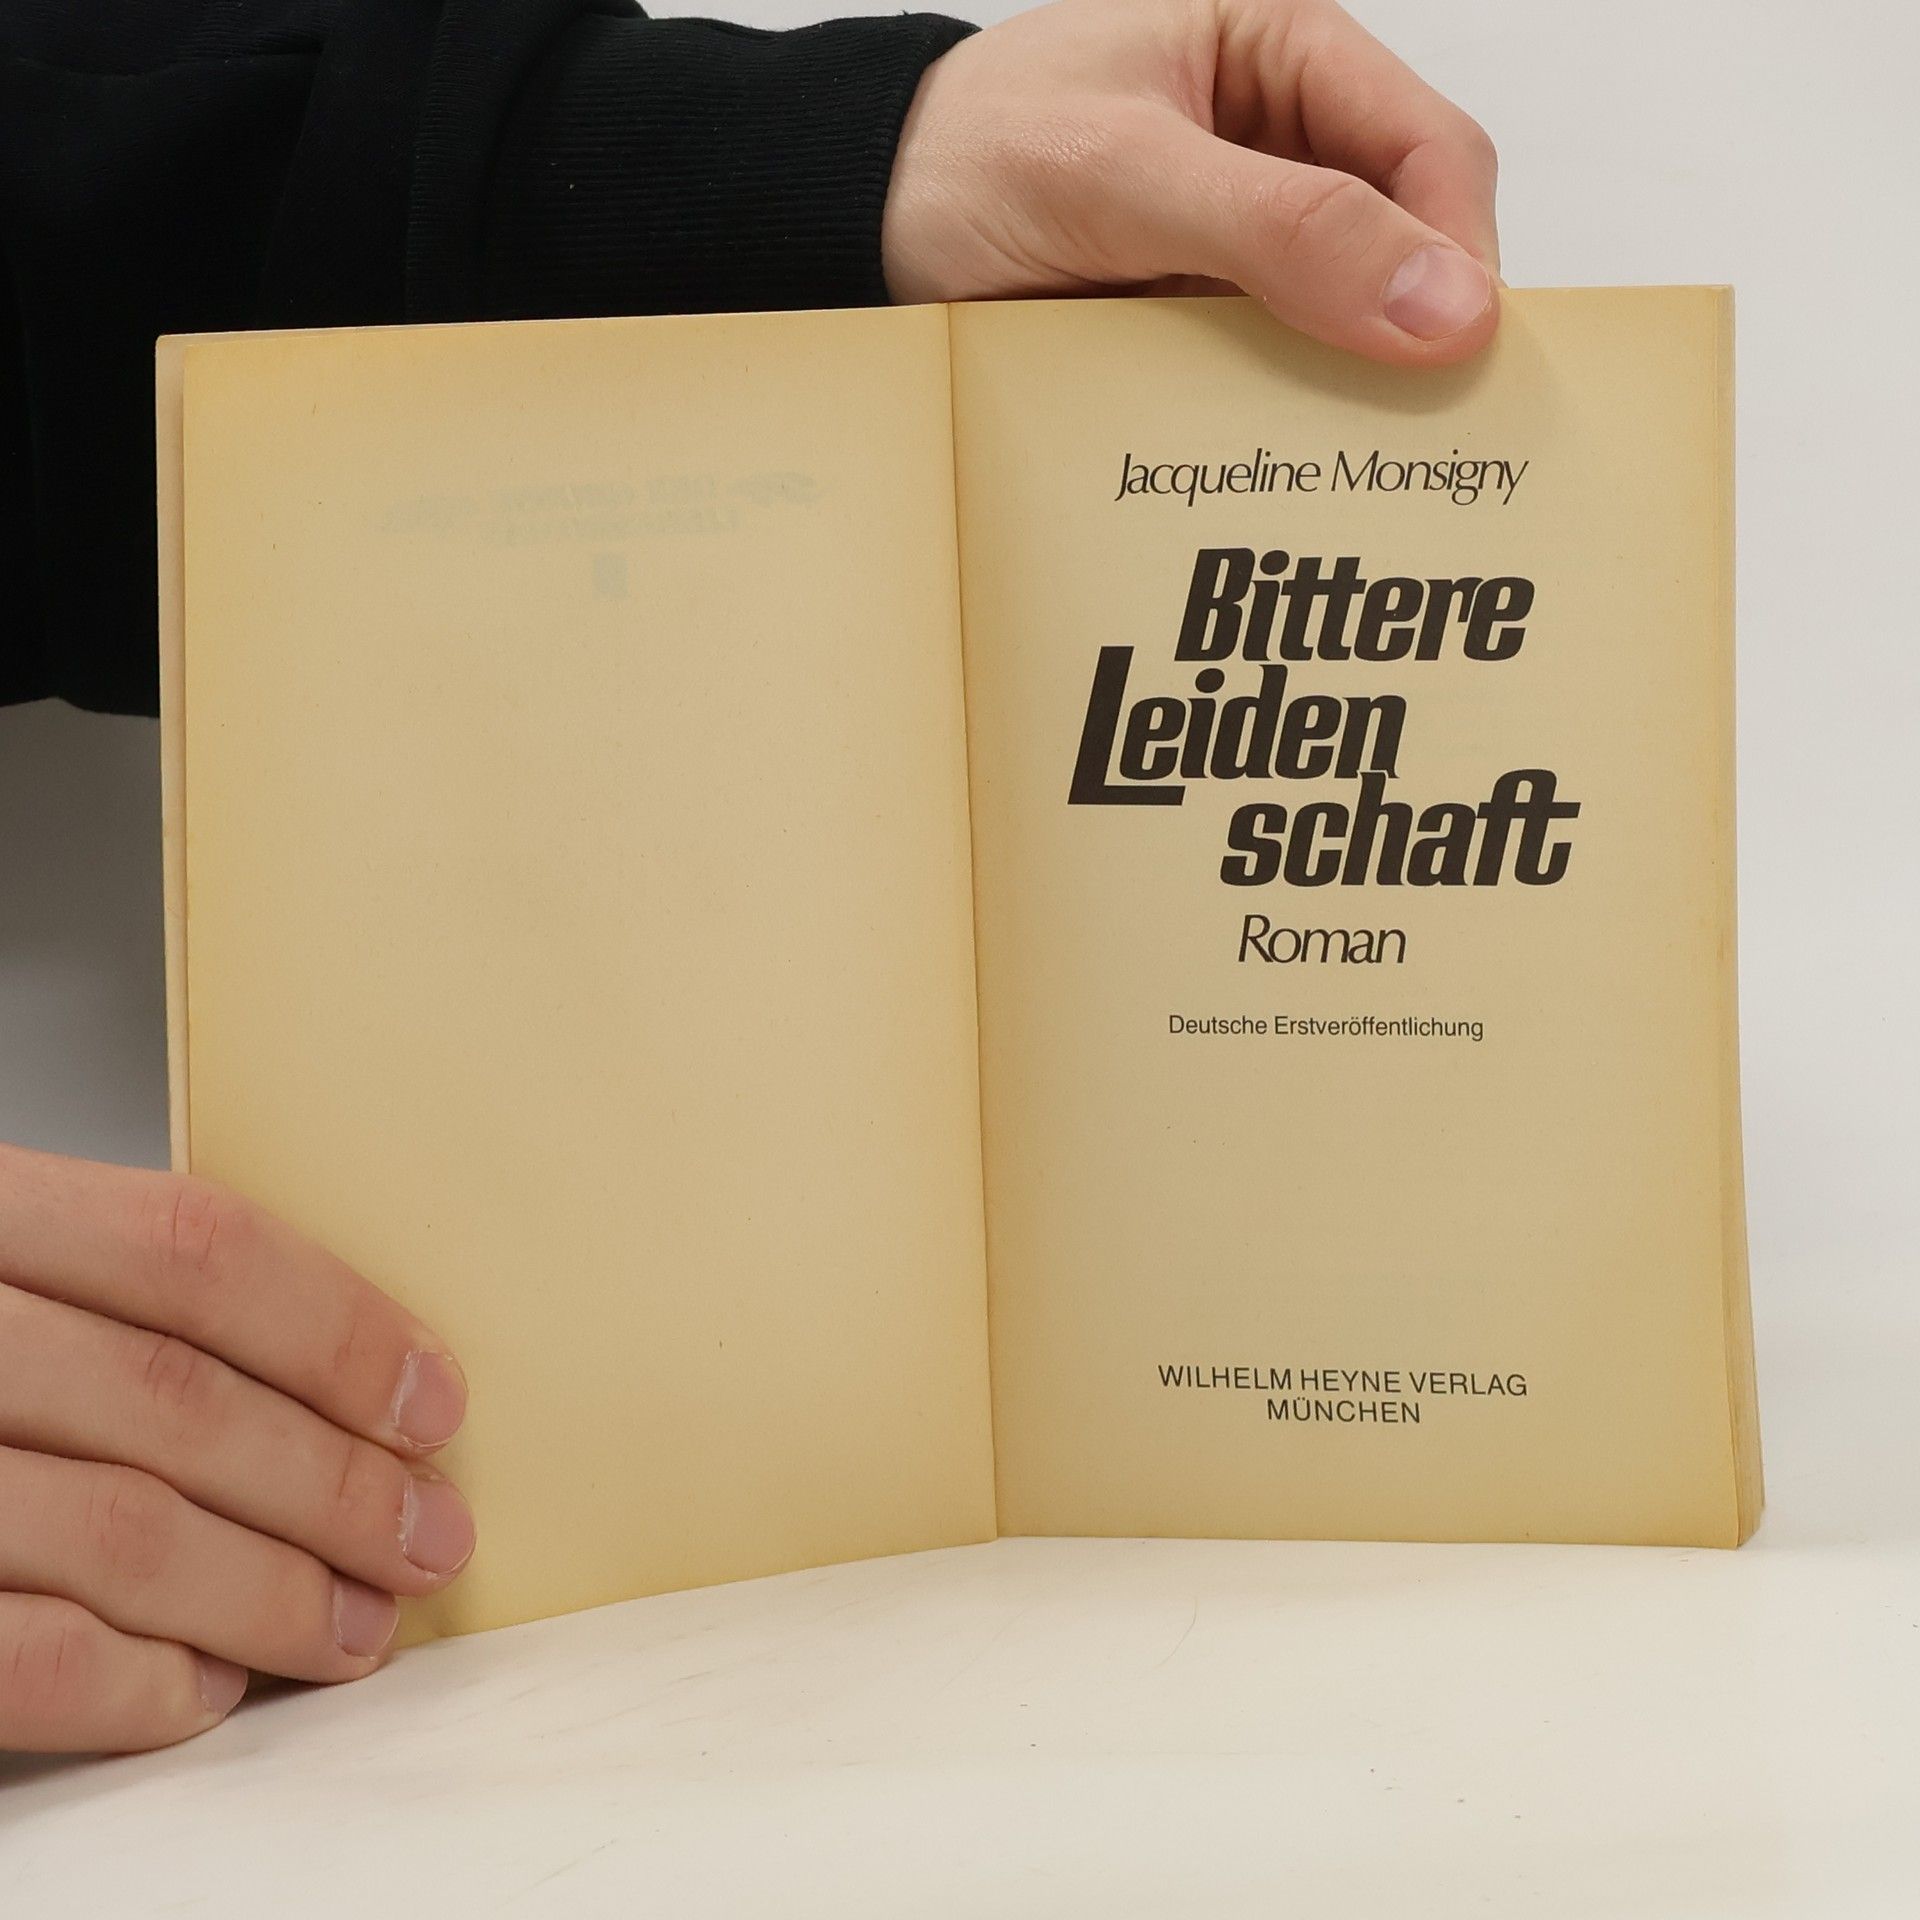 Jacqueline Monsigny
Bittere
Leiden
schaft
Roman
Deutsche Erstveröffentlichung
WILHELM HEYNE VERLAG
MÜNCHEN